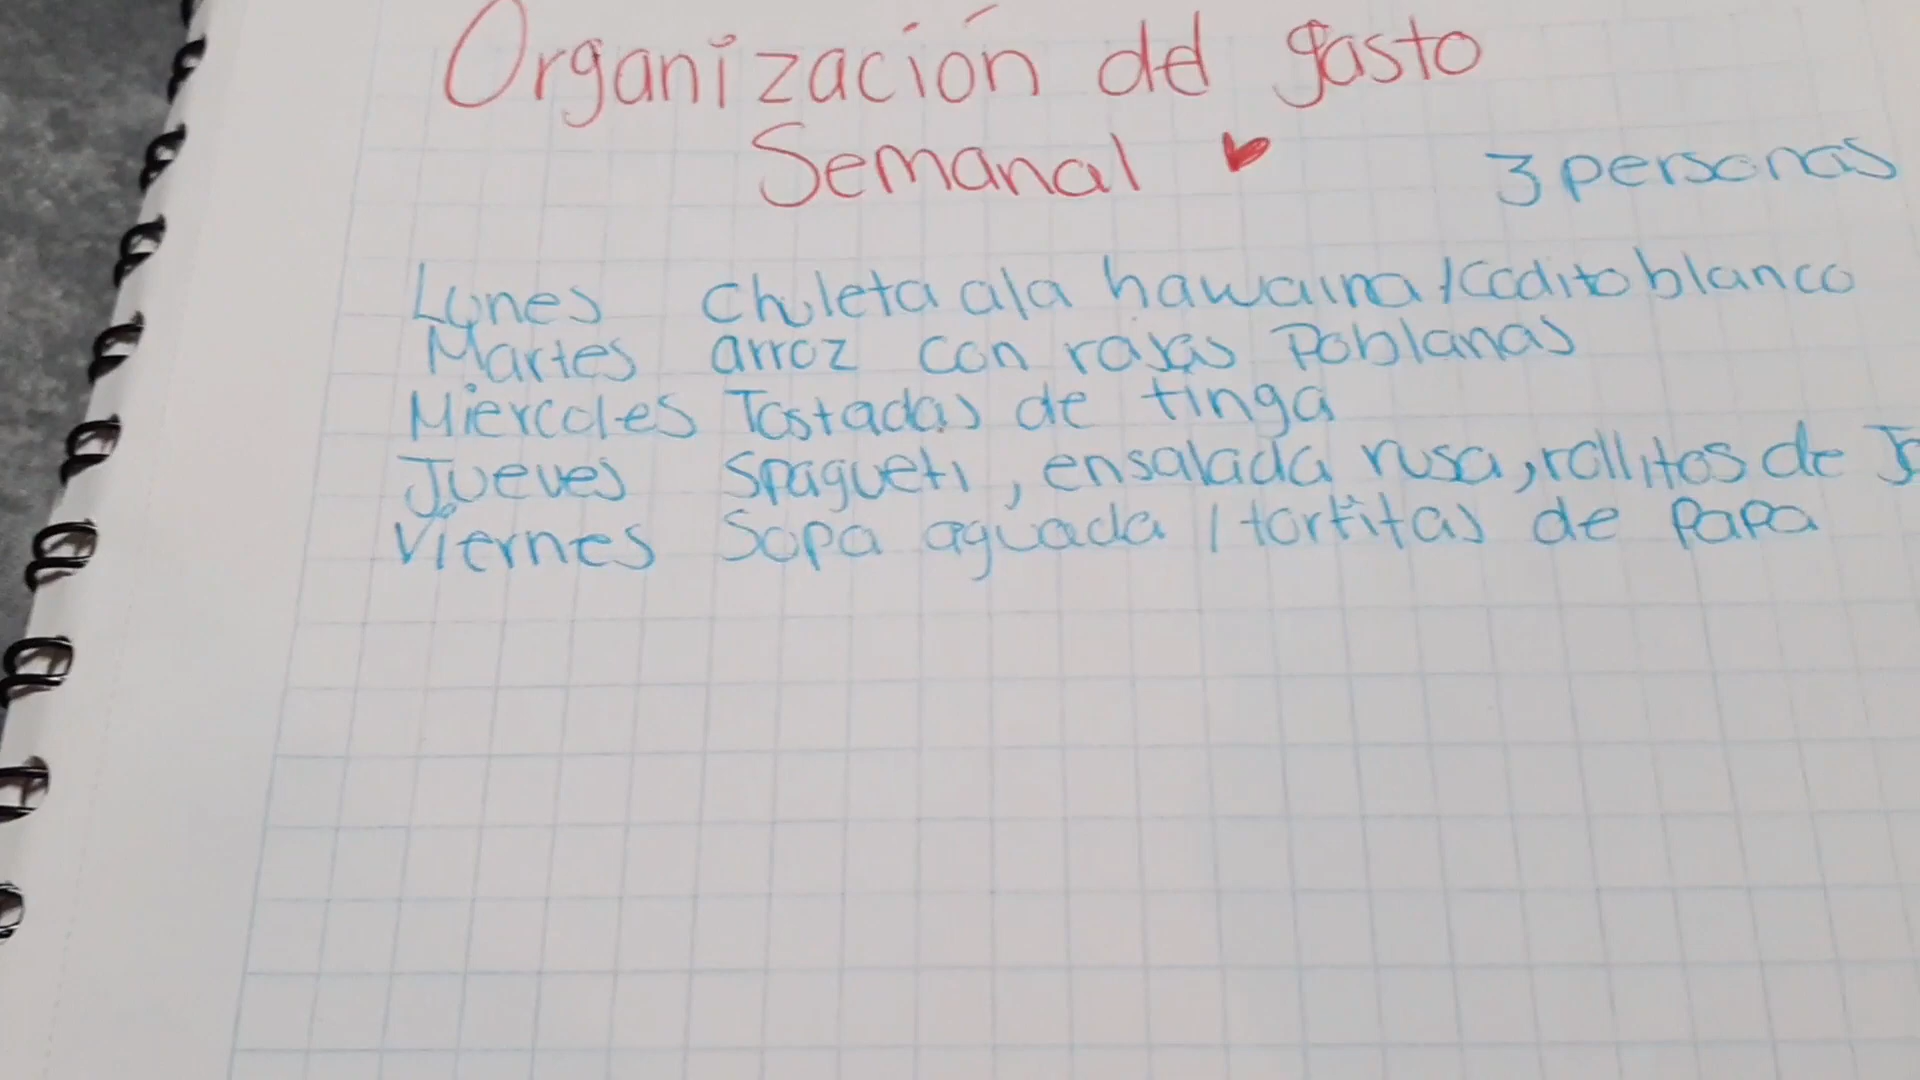 Organización del gasto
Semanal
3 personas
Lunes Chuleta ala hawaina / Codito blanco
Martes arroz con rajas Poblanas
Miercoles Tostadas de tinga
Jueves Spagueti, ensalada rusa, rollitos de
Viernes Sopa aguada / tortitas de papa